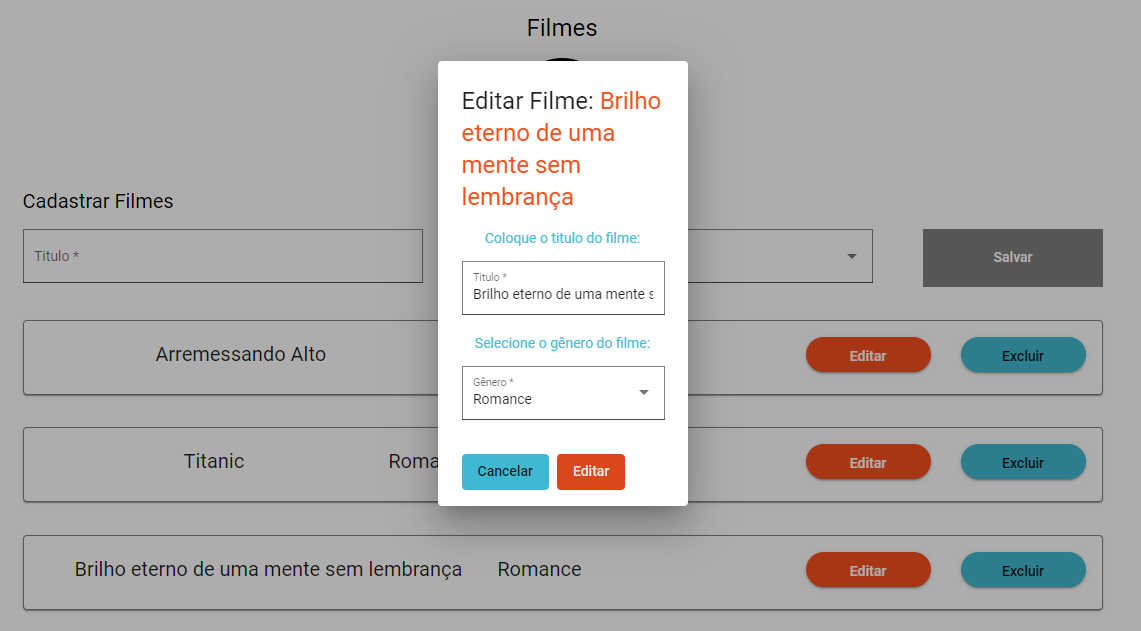 Filmes
Cadastrar Filmes
Titulo *
Salvar
Arremessando Alto
Editar
Excluir
Titanic
Roma
Editar
Excluir
Brilho eterno de uma mente sem lembrança
Romance
Editar
Excluir
Editar Filme: Brilho
eterno de uma
mente sem
lembrança
Coloque o titulo do filme:
Titulo *
Brilho eterno de uma mente s
Selecione o gênero do filme:
Gênero *
Romance
Cancelar
Editar